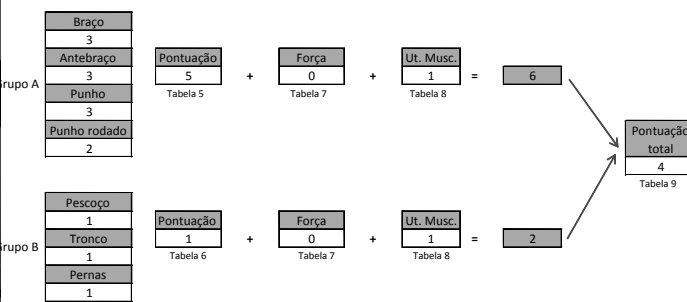 Braço
3
Antebraço
3
Punho
3
Punho rodado
2
rupo A
Pontuação
5
Tabela 5
+
Força
0
Tabela 7
+
Ut. Musc.
1
Tabela 8
=
6
Pontuação
total
4
Tabela 9
Pescoço
1
Tronco
1
Pernas
1
rupo B
Pontuação
1
Tabela 6
+
Força
0
Tabela 7
+
Ut. Musc.
1
Tabela 8
=
2